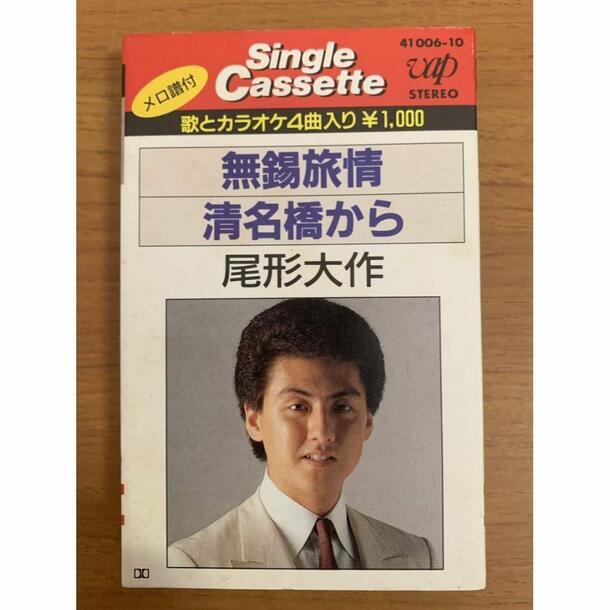 Single
Cassette
41006-10
vap
STEREO
メロ譜付
歌とカラオケ4曲入り ¥1,000
無錫旅情
清名橋から
尾形大作